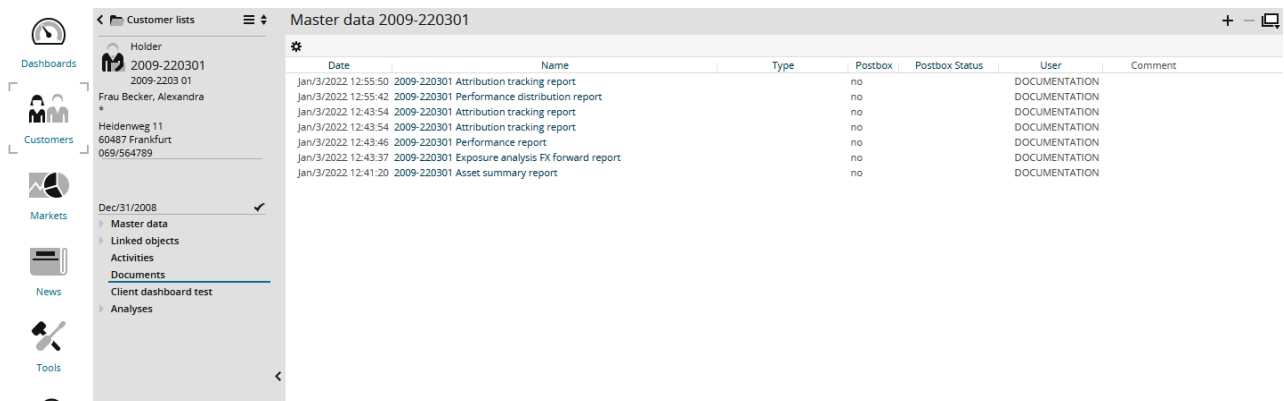 Dashboards
Customers
Markets
News
Tools
Customer lists
Holder
2009-220301
2009-2203 01
Frau Becker, Alexandra
*
Heidenweg 11
60487 Frankfurt
069/564789
Dec/31/2008
Master data
Linked objects
Activities
Documents
Client dashboard test
Analyses
Master data 2009-220301
Date Name Type Postbox Postbox Status User Comment
Jan/3/2022 12:55:50 2009-220301 Attribution tracking report no DOCUMENTATION
Jan/3/2022 12:55:42 2009-220301 Performance distribution report no DOCUMENTATION
Jan/3/2022 12:43:54 2009-220301 Attribution tracking report no DOCUMENTATION
Jan/3/2022 12:43:54 2009-220301 Attribution tracking report no DOCUMENTATION
Jan/3/2022 12:43:46 2009-220301 Performance report no DOCUMENTATION
Jan/3/2022 12:43:37 2009-220301 Exposure analysis FX forward report no DOCUMENTATION
Jan/3/2022 12:41:20 2009-220301 Asset summary report no DOCUMENTATION